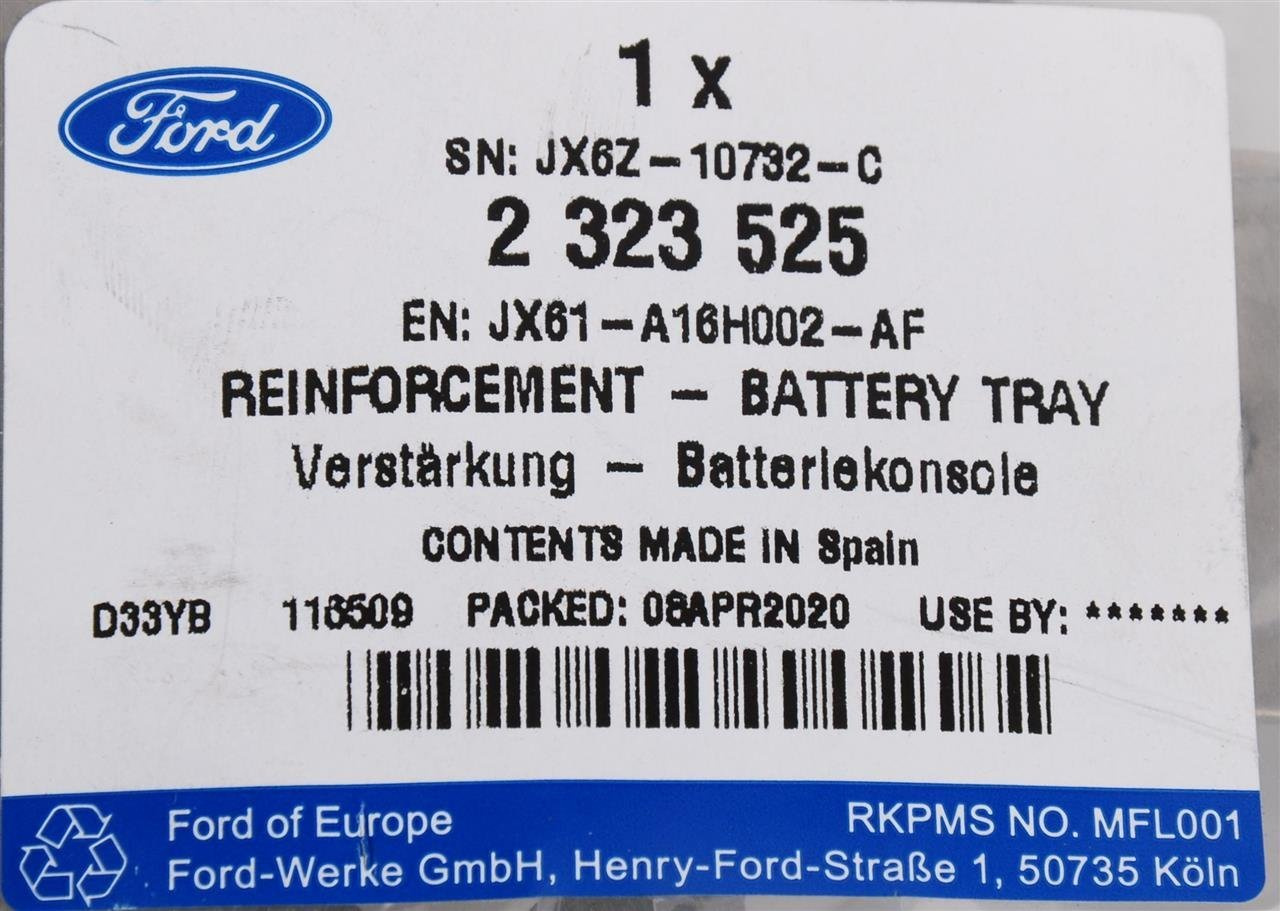 Ford
1 x
SN: JX6Z-10732-C
2 323 525
EN: JX61-A16H002-AF
REINFORCEMENT - BATTERY TRAY
Verstärkung - Batteriekonsole
CONTENTS MADE IN Spain
D33YB 116509 PACKED: 08APR2020 USE BY: *******
Ford of Europe RKPMS NO. MFL001
Ford-Werke GmbH, Henry-Ford-Straße 1, 50735 Köln